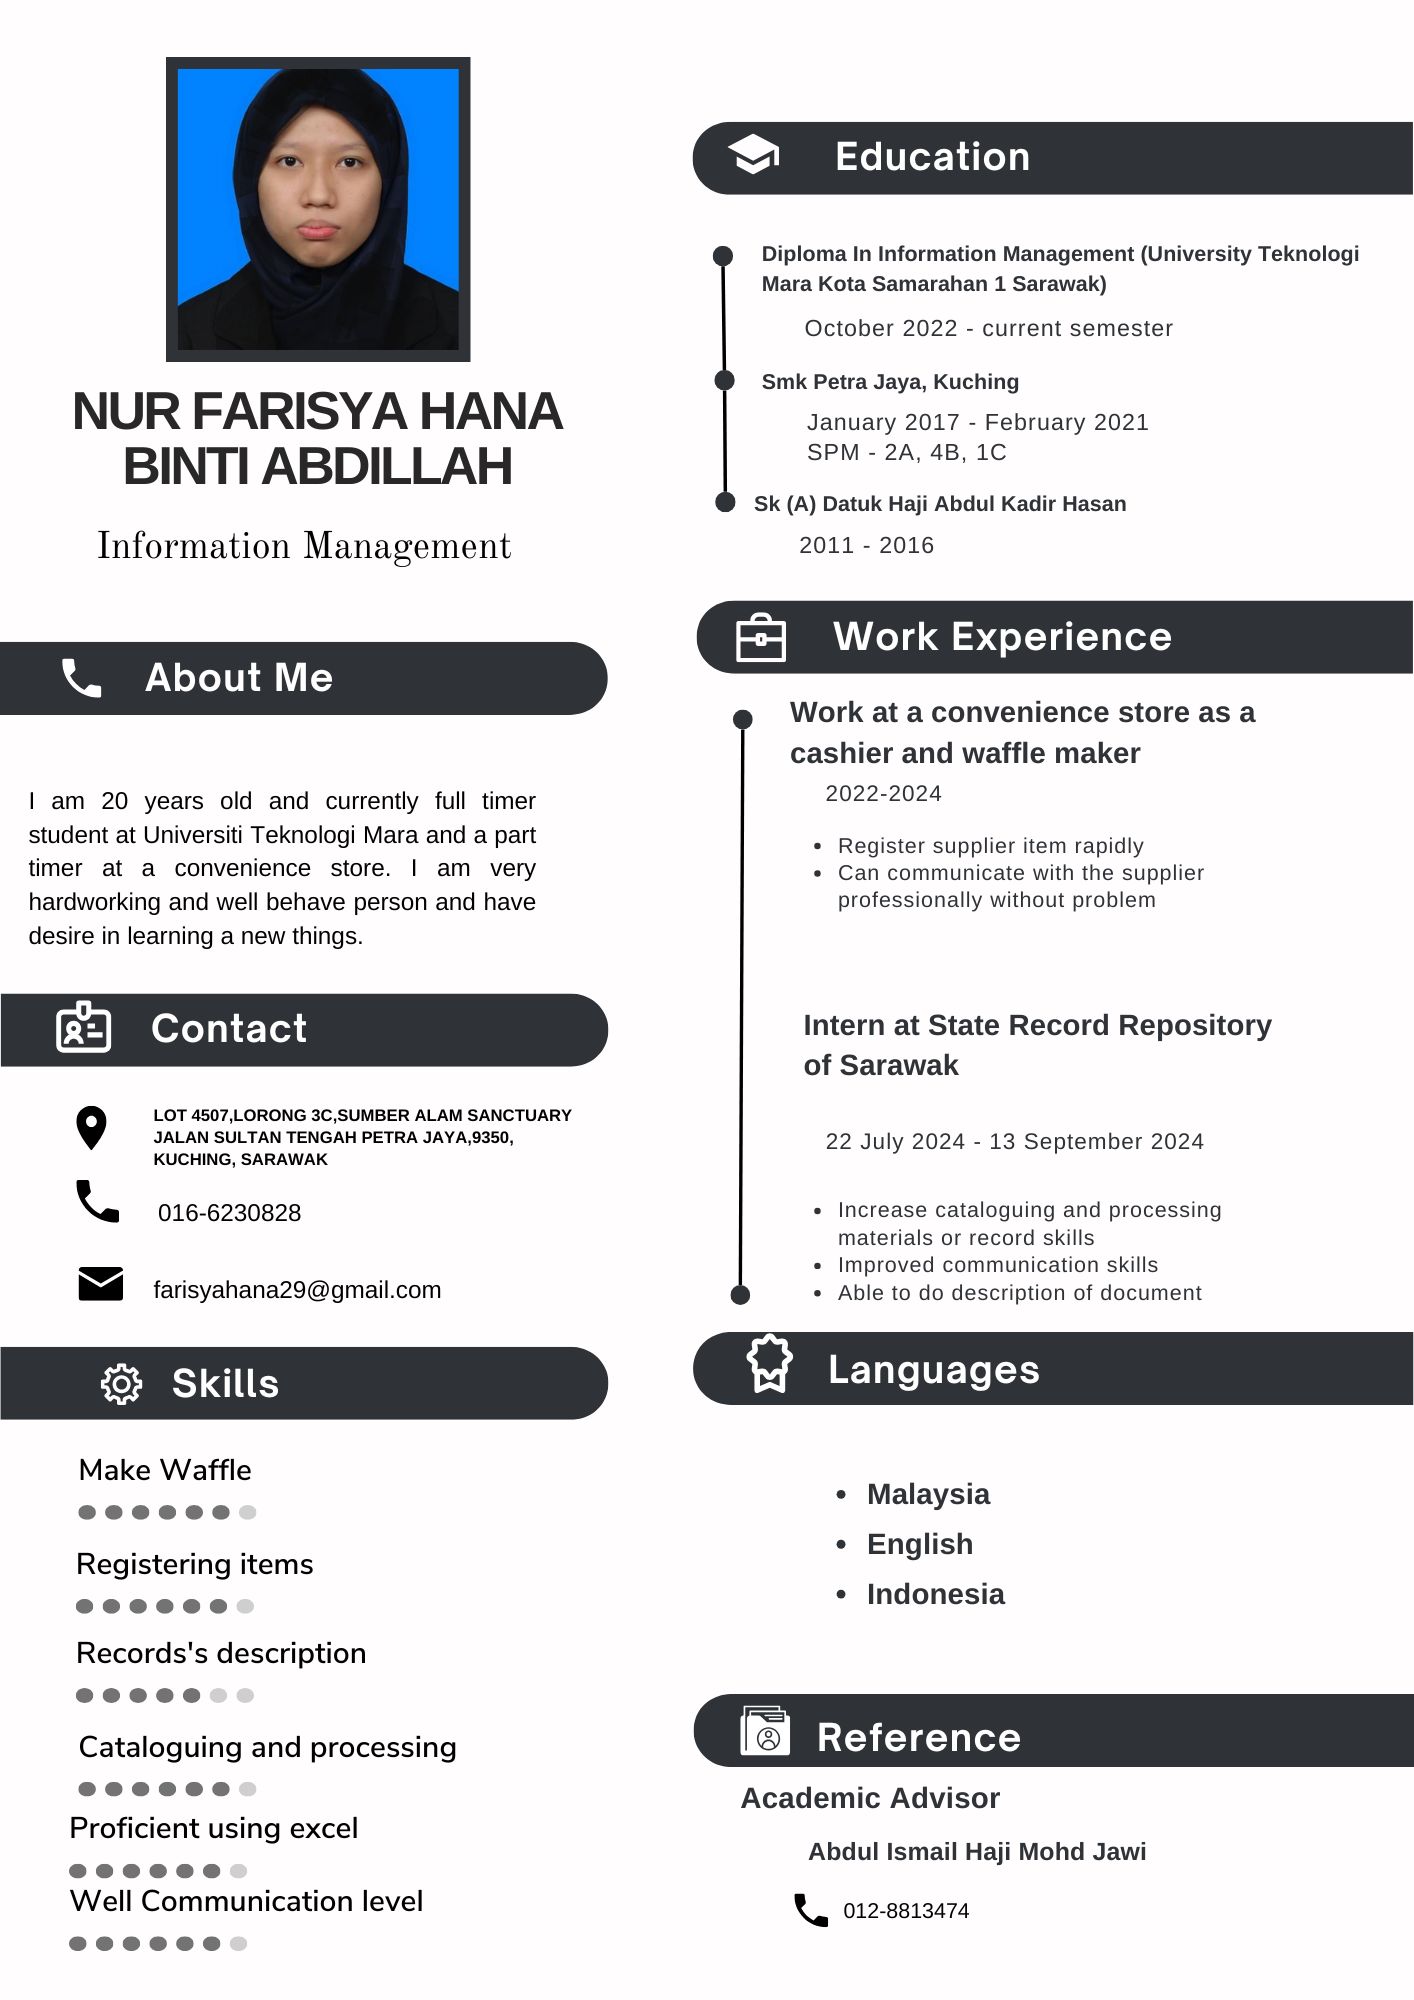 NUR FARISYA HANA
BINTI ABDILLAH
Information Management
About Me
I am 20 years old and currently full timer
student at Universiti Teknologi Mara and a part
timer at a convenience store. I am very
hardworking and well behave person and have
desire in learning a new things.
Contact
LOT 4507,LORONG 3C,SUMBER ALAM SANCTUARY
JALAN SULTAN TENGAH PETRA JAYA,9350,
KUCHING, SARAWAK
016-6230828
farisyahana29@gmail.com
Skills
Make Waffle
Registering items
Records's description
Cataloguing and processing
Proficient using excel
Well Communication level
Education
Diploma In Information Management (University Teknologi
Mara Kota Samarahan 1 Sarawak)
October 2022 - current semester
Smk Petra Jaya, Kuching
January 2017 - February 2021
SPM - 2A, 4B, 1C
Sk (A) Datuk Haji Abdul Kadir Hasan
2011 - 2016
Work Experience
Work at a convenience store as a
cashier and waffle maker
2022-2024
• Register supplier item rapidly
• Can communicate with the supplier
professionally without problem
Intern at State Record Repository
of Sarawak
22 July 2024 - 13 September 2024
• Increase cataloguing and processing
materials or record skills
• Improved communication skills
• Able to do description of document
Languages
• Malaysia
• English
• Indonesia
Reference
Academic Advisor
Abdul Ismail Haji Mohd Jawi
012-8813474